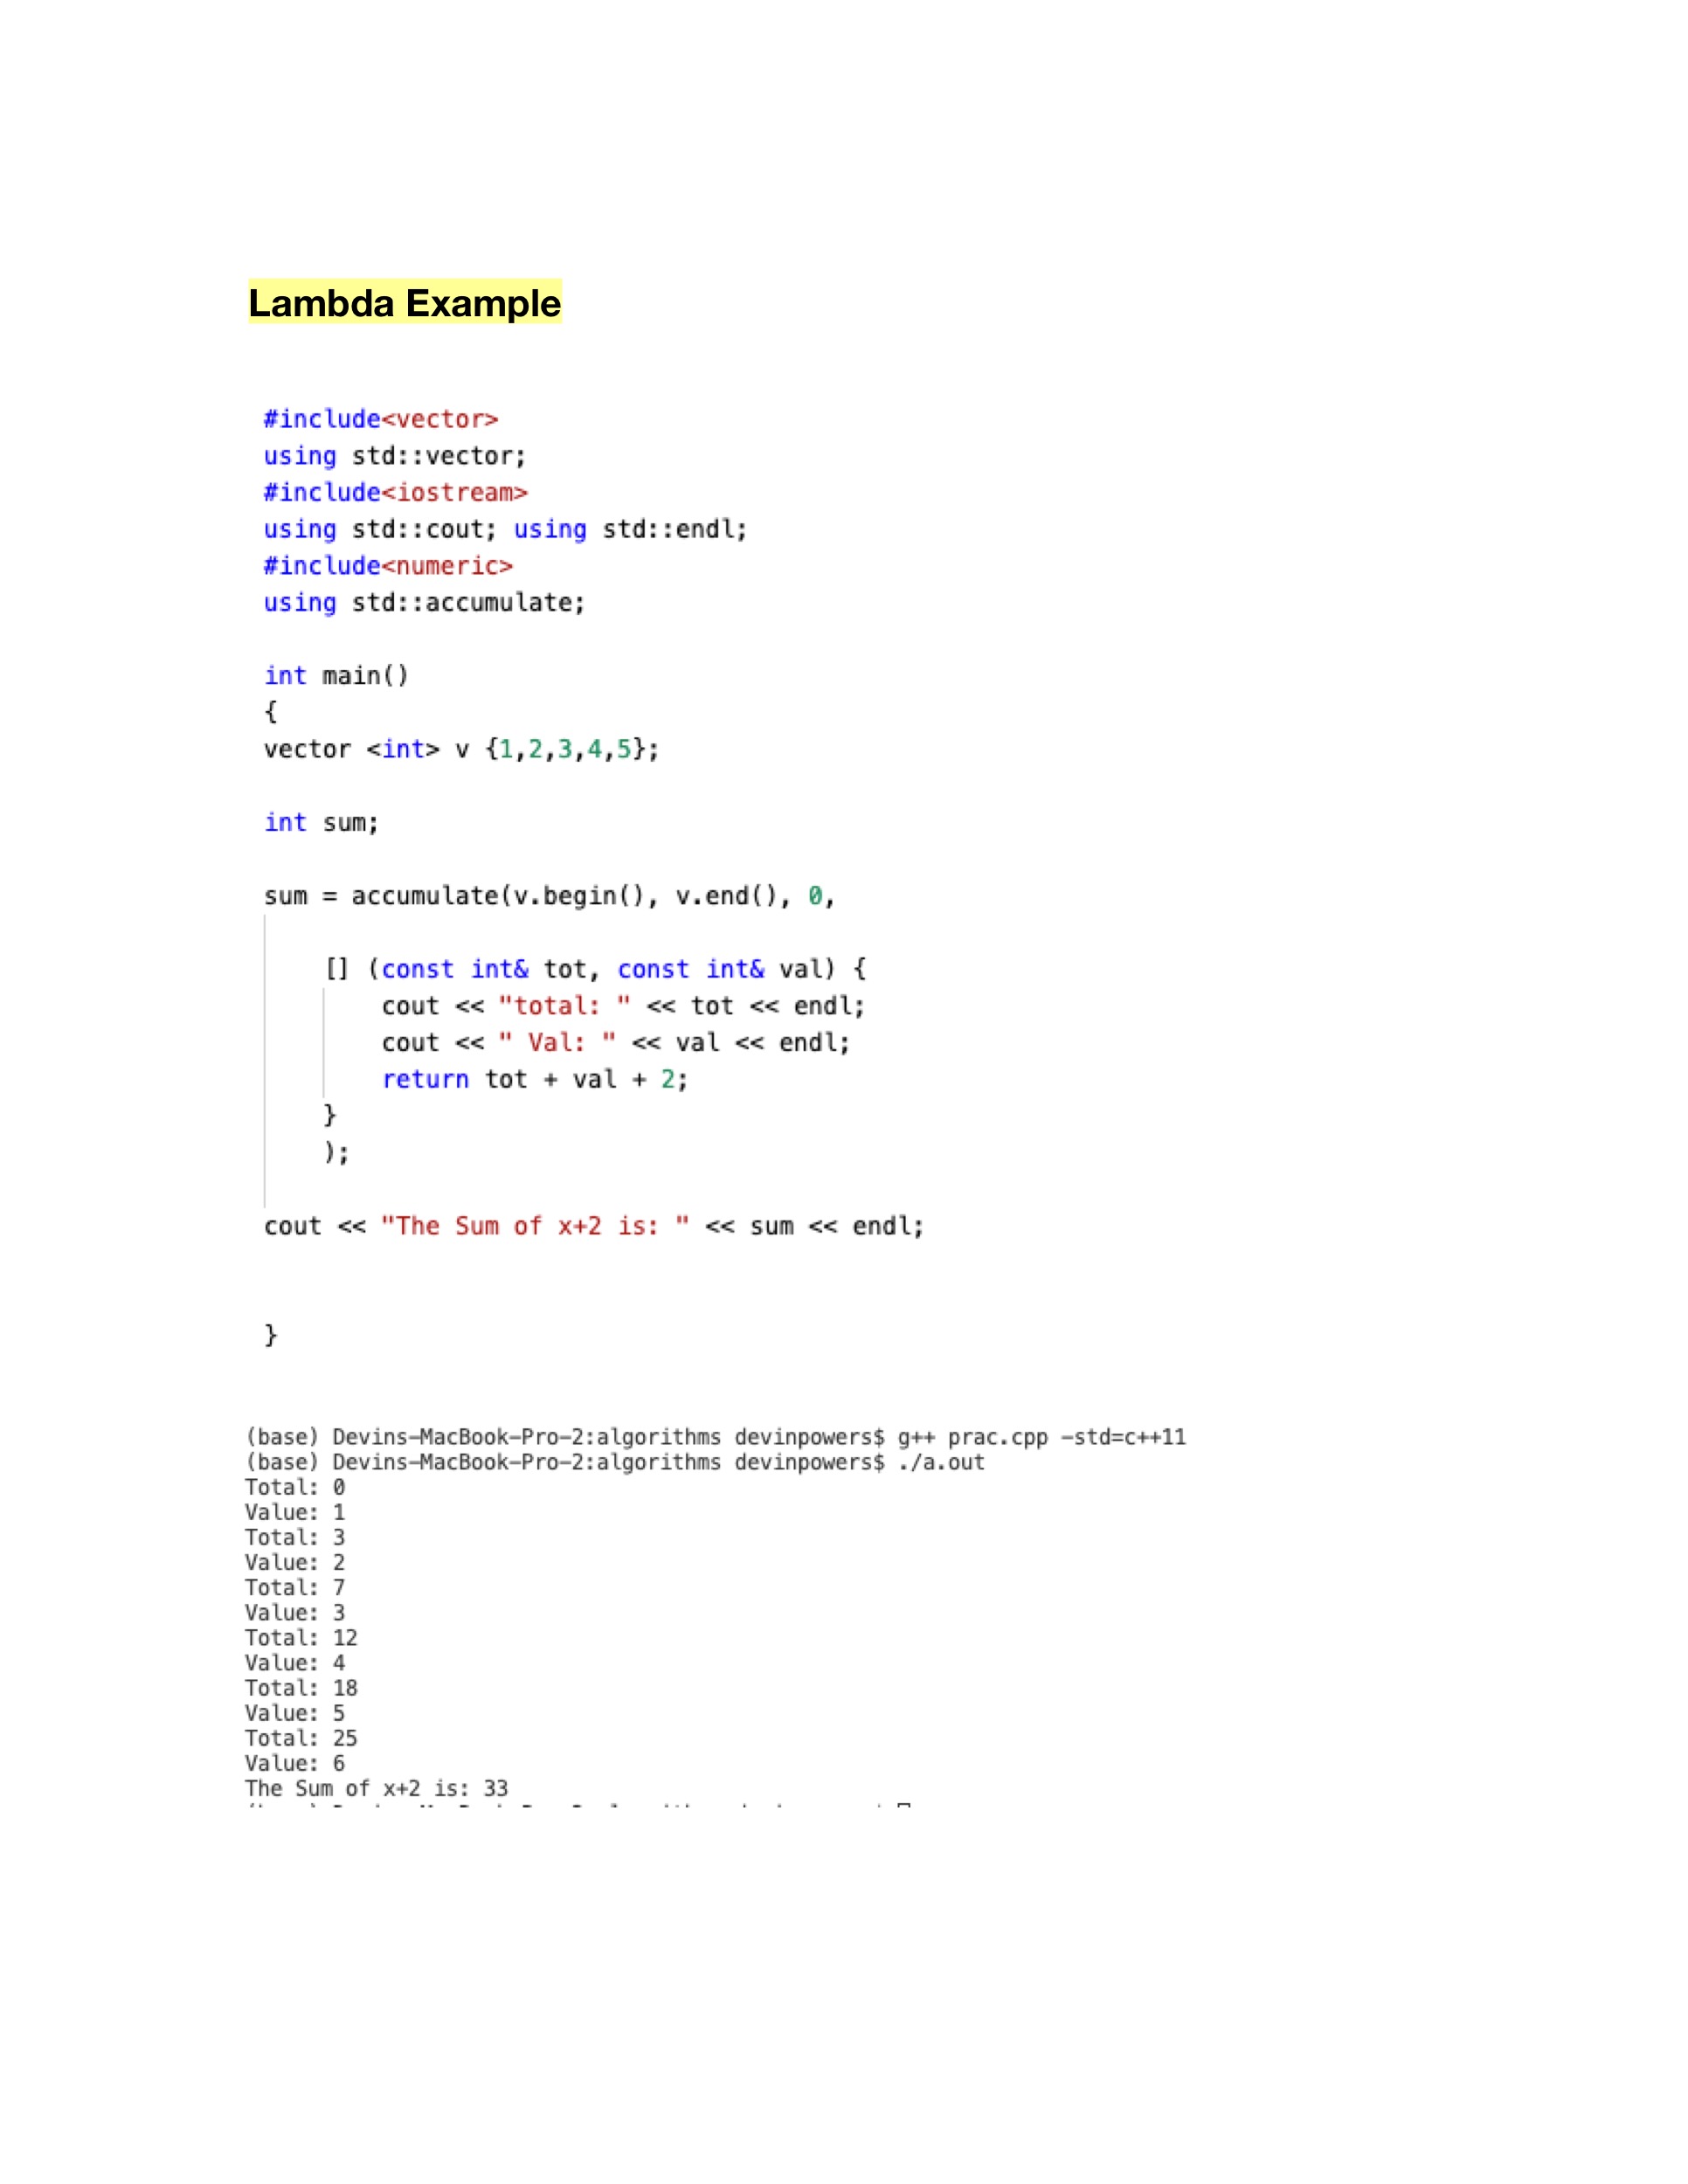 Lambda Example
#include<vector>
using std::vector;
#include<iostream>
using std::cout; using std::endl;
#include<numeric>
using std::accumulate;
int main()
{
vector <int> v {1,2,3,4,5};
int sum;
sum = accumulate(v.begin(), v.end(), 0,
[] (const int& tot, const int& val) {
cout << "total: " << tot << endl;
cout << " Val: " << val << endl;
return tot + val + 2;
}
);
cout << "The Sum of x+2 is: " << sum << endl;
}
(base) Devins-MacBook-Pro-2:algorithms devinpowers$ g++ prac.cpp -std=c++11
(base) Devins-MacBook-Pro-2:algorithms devinpowers$ ./a.out
Total: 0
Value: 1
Total: 3
Value: 2
Total: 7
Value: 3
Total: 12
Value: 4
Total: 18
Value: 5
Total: 25
Value: 6
The Sum of x+2 is: 33